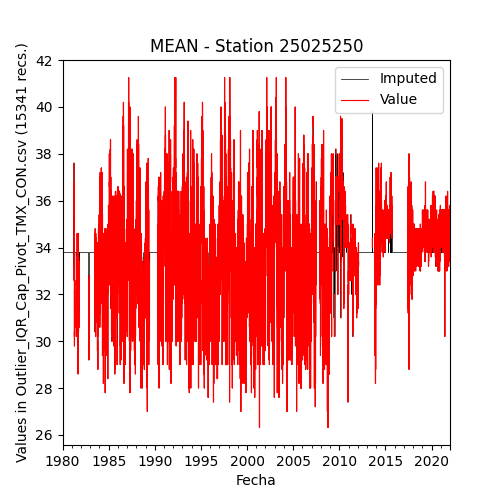 MEAN - Station 25025250
Values in Outlier_IQR_Cap_Pivot_TMX_CON.csv (15341 recs.)
42
40
38
36
34
32
30
28
26
Imputed
Value
1980 1985 1990 1995 2000 2005 2010 2015 2020
Fecha